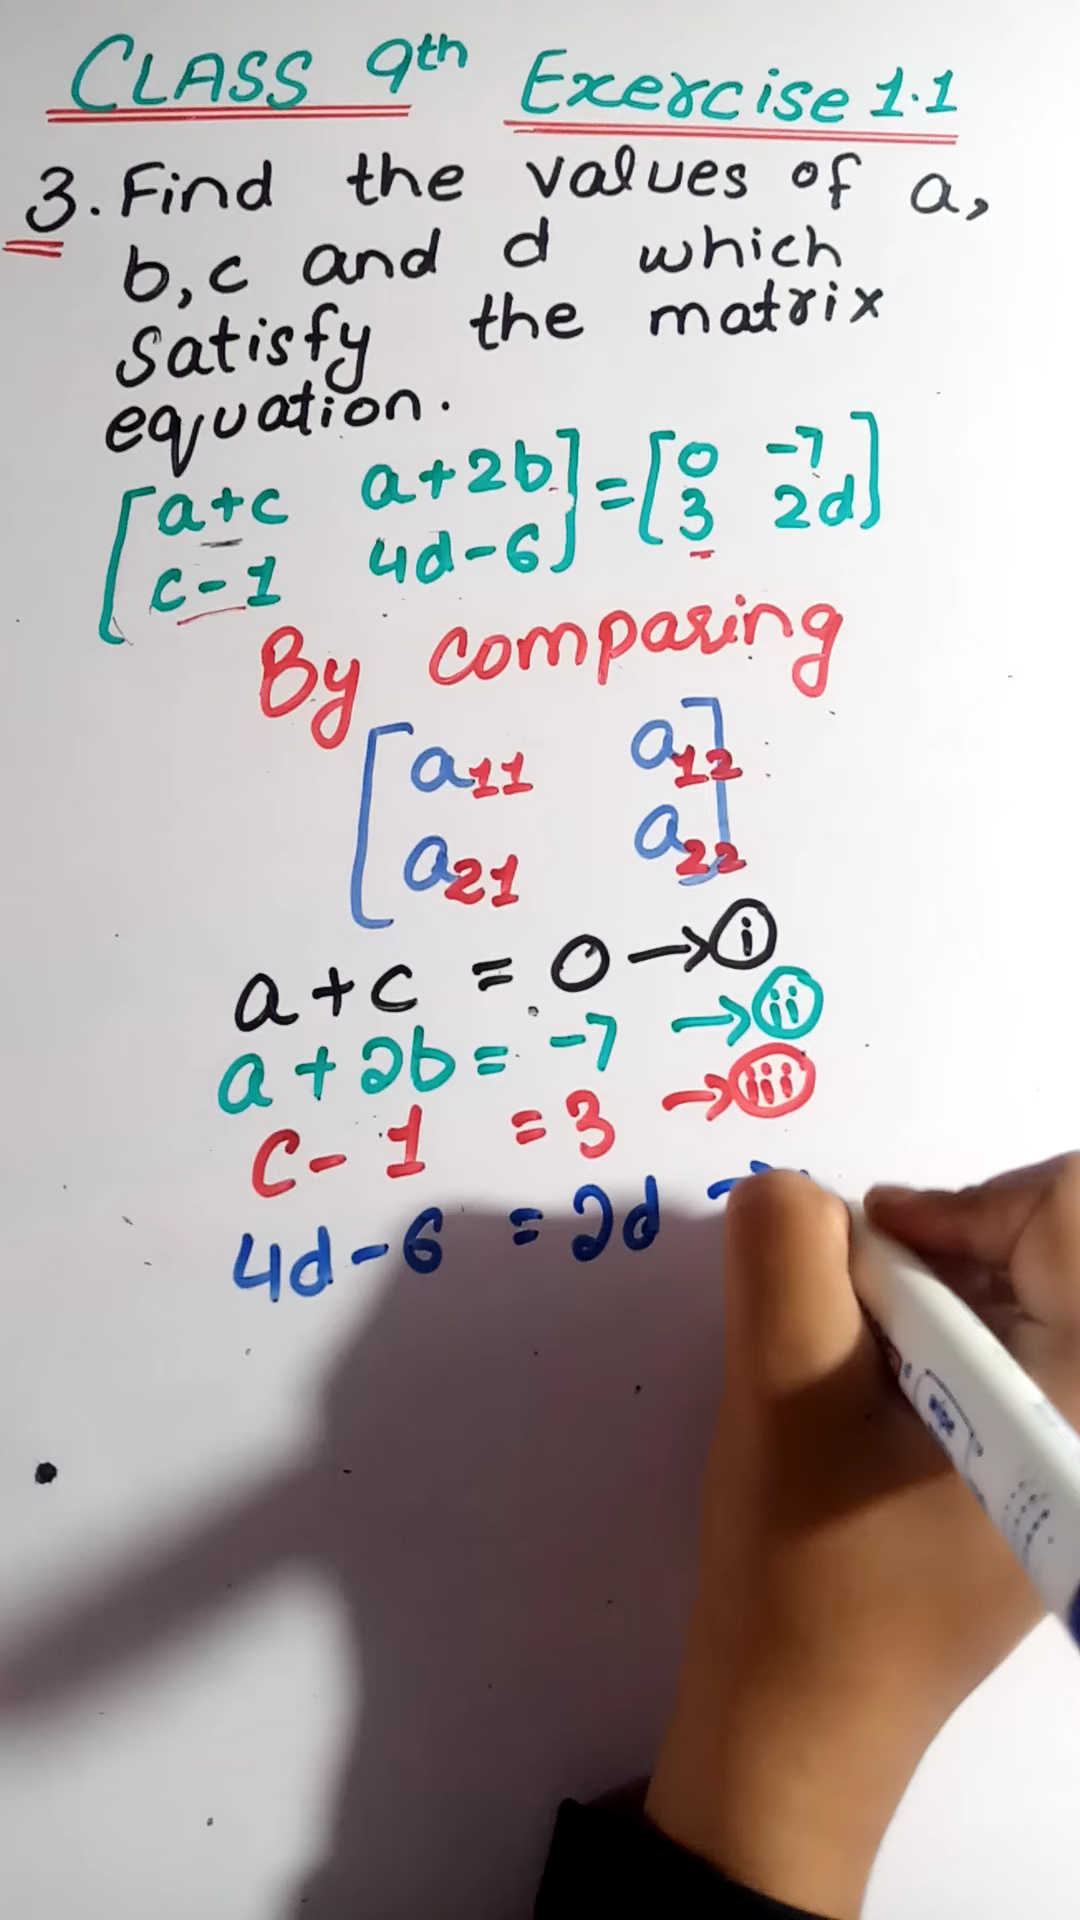 CLASS 9th Exercise 1.1
3. Find the values of a,
b,c and d which
satisfy the matrix
equation.
[a+c a+2b] = [0 -7]
[c-1 4d-6] [3 2d]
By comparing
[a11 a12]
[a21 a22]
a+c = 0 → i
a+2b = -7 → ii
c-1 = 3 → iii
4d-6 = 2d
wipe